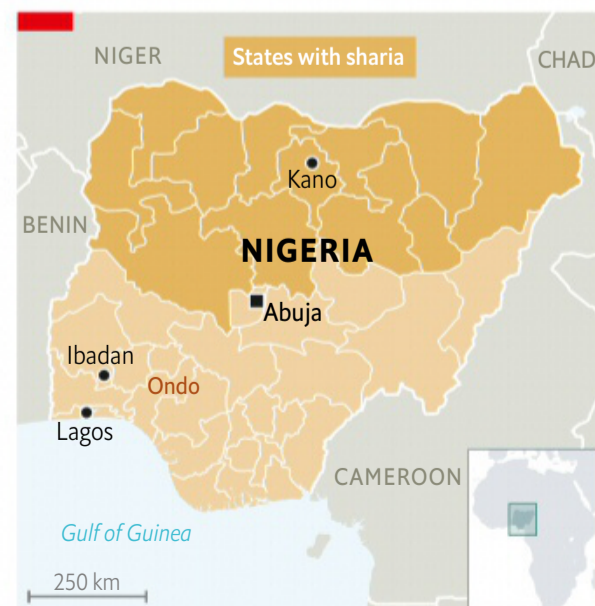 NIGER
States with sharia
CHAD
Kano
BENIN
NIGERIA
Abuja
Ibadan
Ondo
Lagos
CAMEROON
Gulf of Guinea
250 km